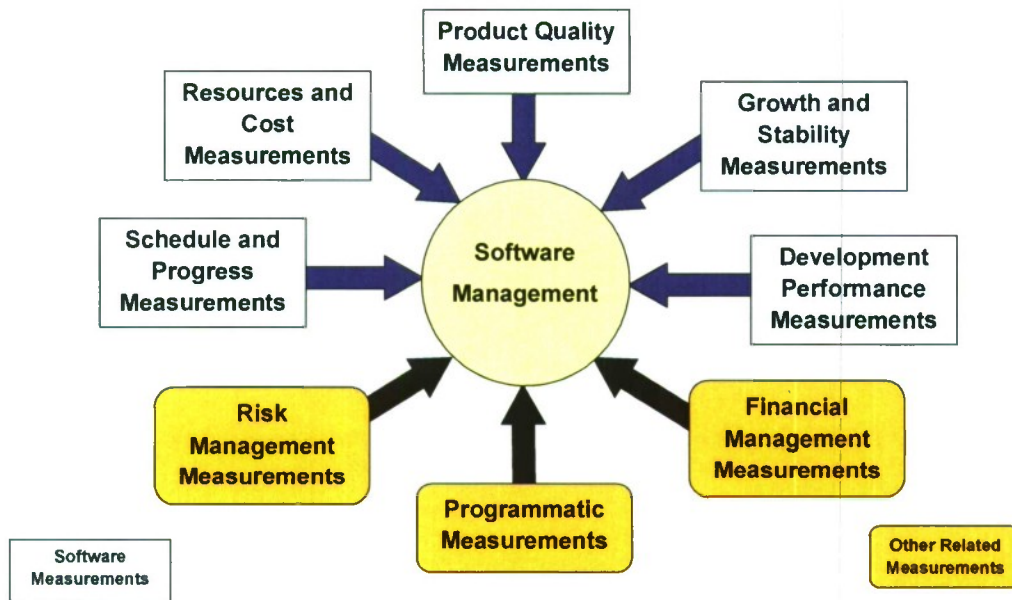 Product Quality
Measurements
Resources and
Cost
Measurements
Growth and
Stability
Measurements
Schedule and
Progress
Measurements
Software
Management
Development
Performance
Measurements
Risk
Management
Measurements
Programmatic
Measurements
Financial
Management
Measurements
Software
Measurements
Other Related
Measurements